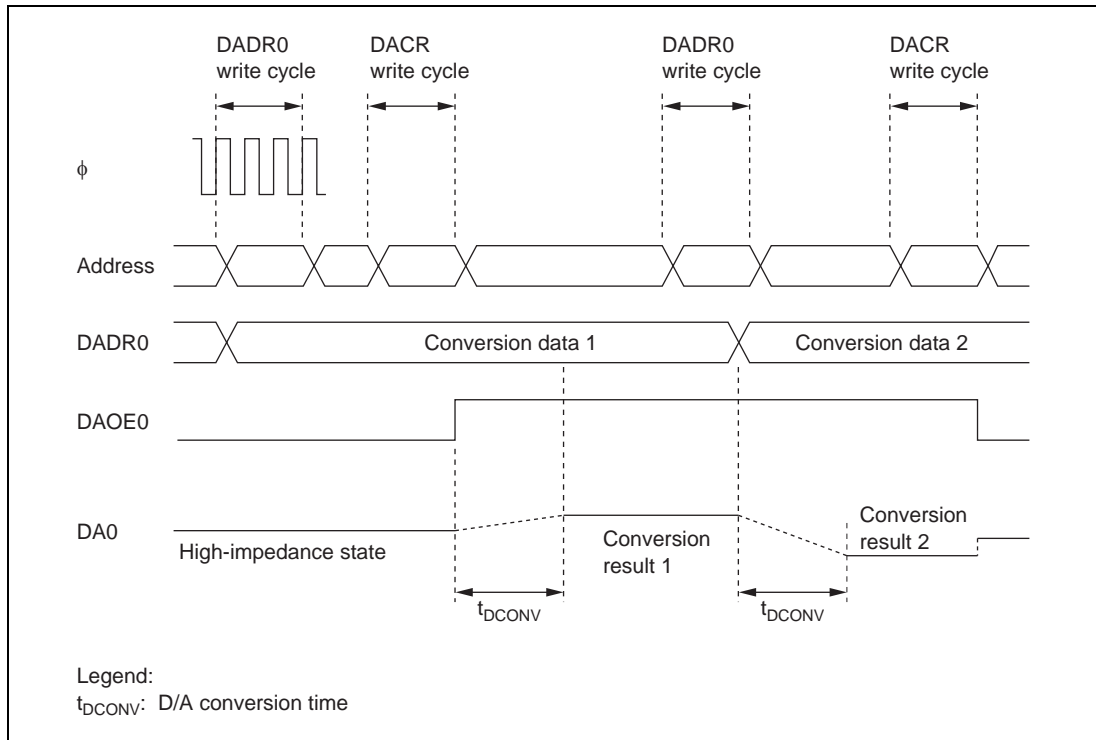 DADR0
write cycle
DACR
write cycle
DADR0
write cycle
DACR
write cycle
ϕ
Address
DADR0
Conversion data 1
Conversion data 2
DAOE0
DA0
High-impedance state
Conversion
result 1
Conversion
result 2
tDCONV
tDCONV
Legend:
tDCONV: D/A conversion time